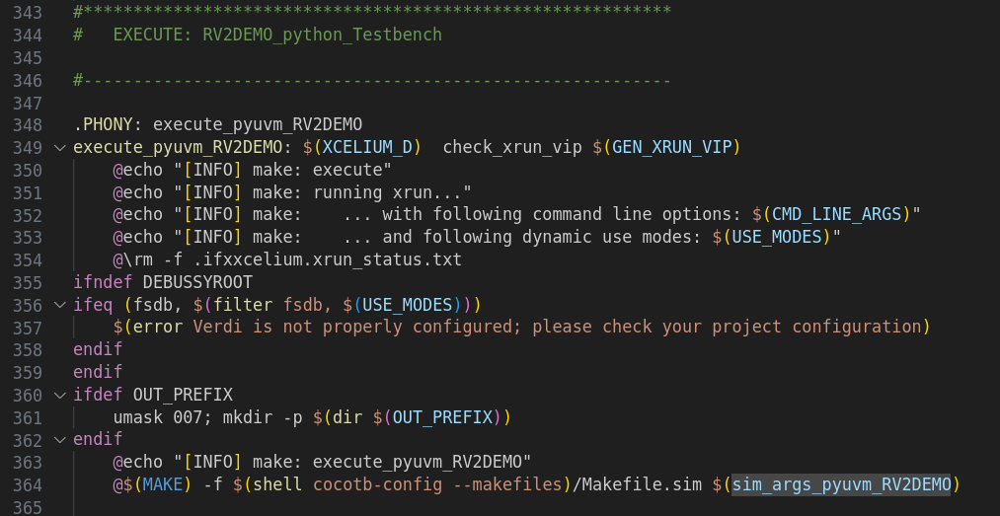 343 #***********************************************************
344 #   EXECUTE: RV2DEMO_python_Testbench
345
346 #-----------------------------------------------------------
347
348 .PHONY: execute_pyuvm_RV2DEMO
349 execute_pyuvm_RV2DEMO: $(XCELIUM_D)  check_xrun_vip $(GEN_XRUN_VIP)
350     @echo "[INFO] make: execute"
351     @echo "[INFO] make: running xrun..."
352     @echo "[INFO] make:    ... with following command line options: $(CMD_LINE_ARGS)"
353     @echo "[INFO] make:    ... and following dynamic use modes: $(USE_MODES)"
354     @\rm -f .ifxxcelium.xrun_status.txt
355 ifndef DEBUSSYROOT
356 ifeq (fsdb, $(filter fsdb, $(USE_MODES)))
357     $(error Verdi is not properly configured; please check your project configuration)
358 endif
359 endif
360 ifdef OUT_PREFIX
361     umask 007; mkdir -p $(dir $(OUT_PREFIX))
362 endif
363     @echo "[INFO] make: execute_pyuvm_RV2DEMO"
364     @$(MAKE) -f $(shell cocotb-config --makefiles)/Makefile.sim $(sim_args_pyuvm_RV2DEMO)
365